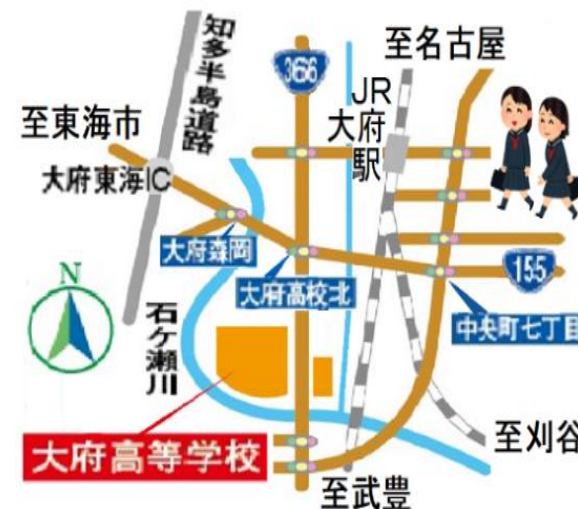 至名古屋
知多半島道路
366
JR
大府駅
至東海市
大府東海IC
大府森岡
大府高校北
155
中央町七丁目
N
石ヶ瀬川
大府高等学校
至刈谷
至武豊